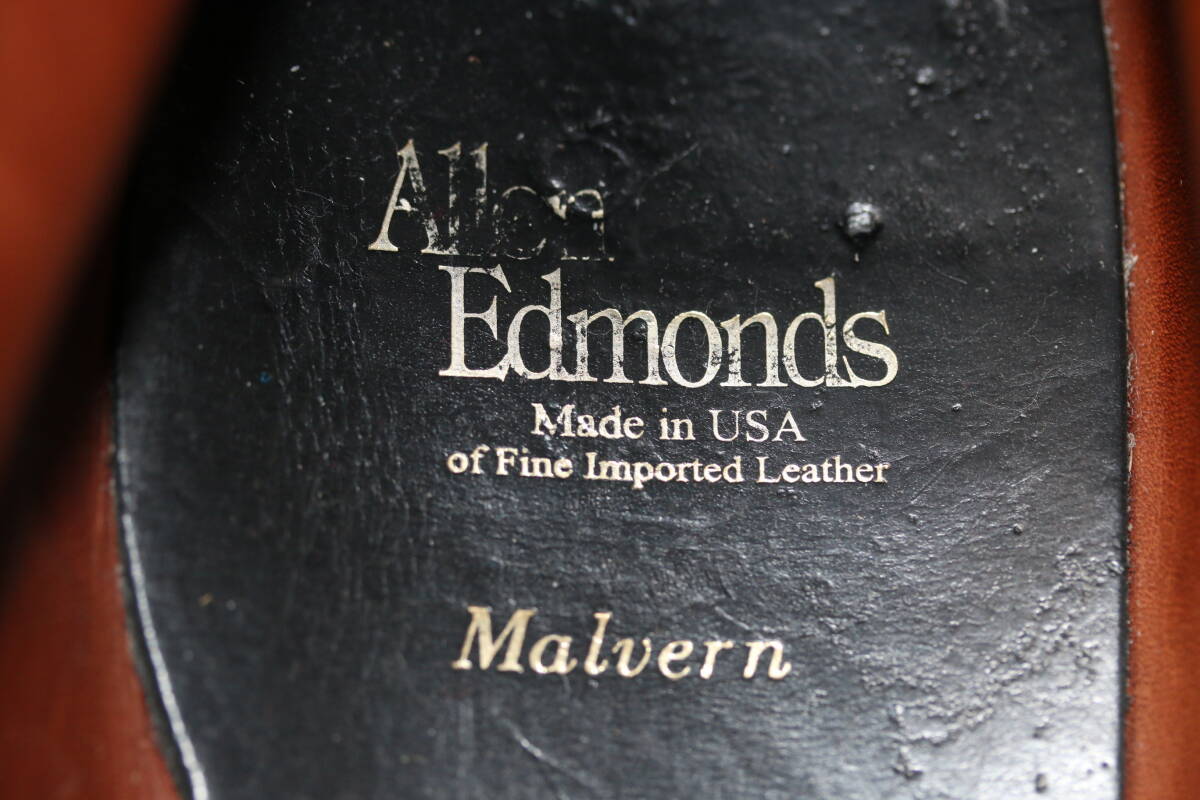 Allen
Edmonds
Made in USA
of Fine Imported Leather
Malvern